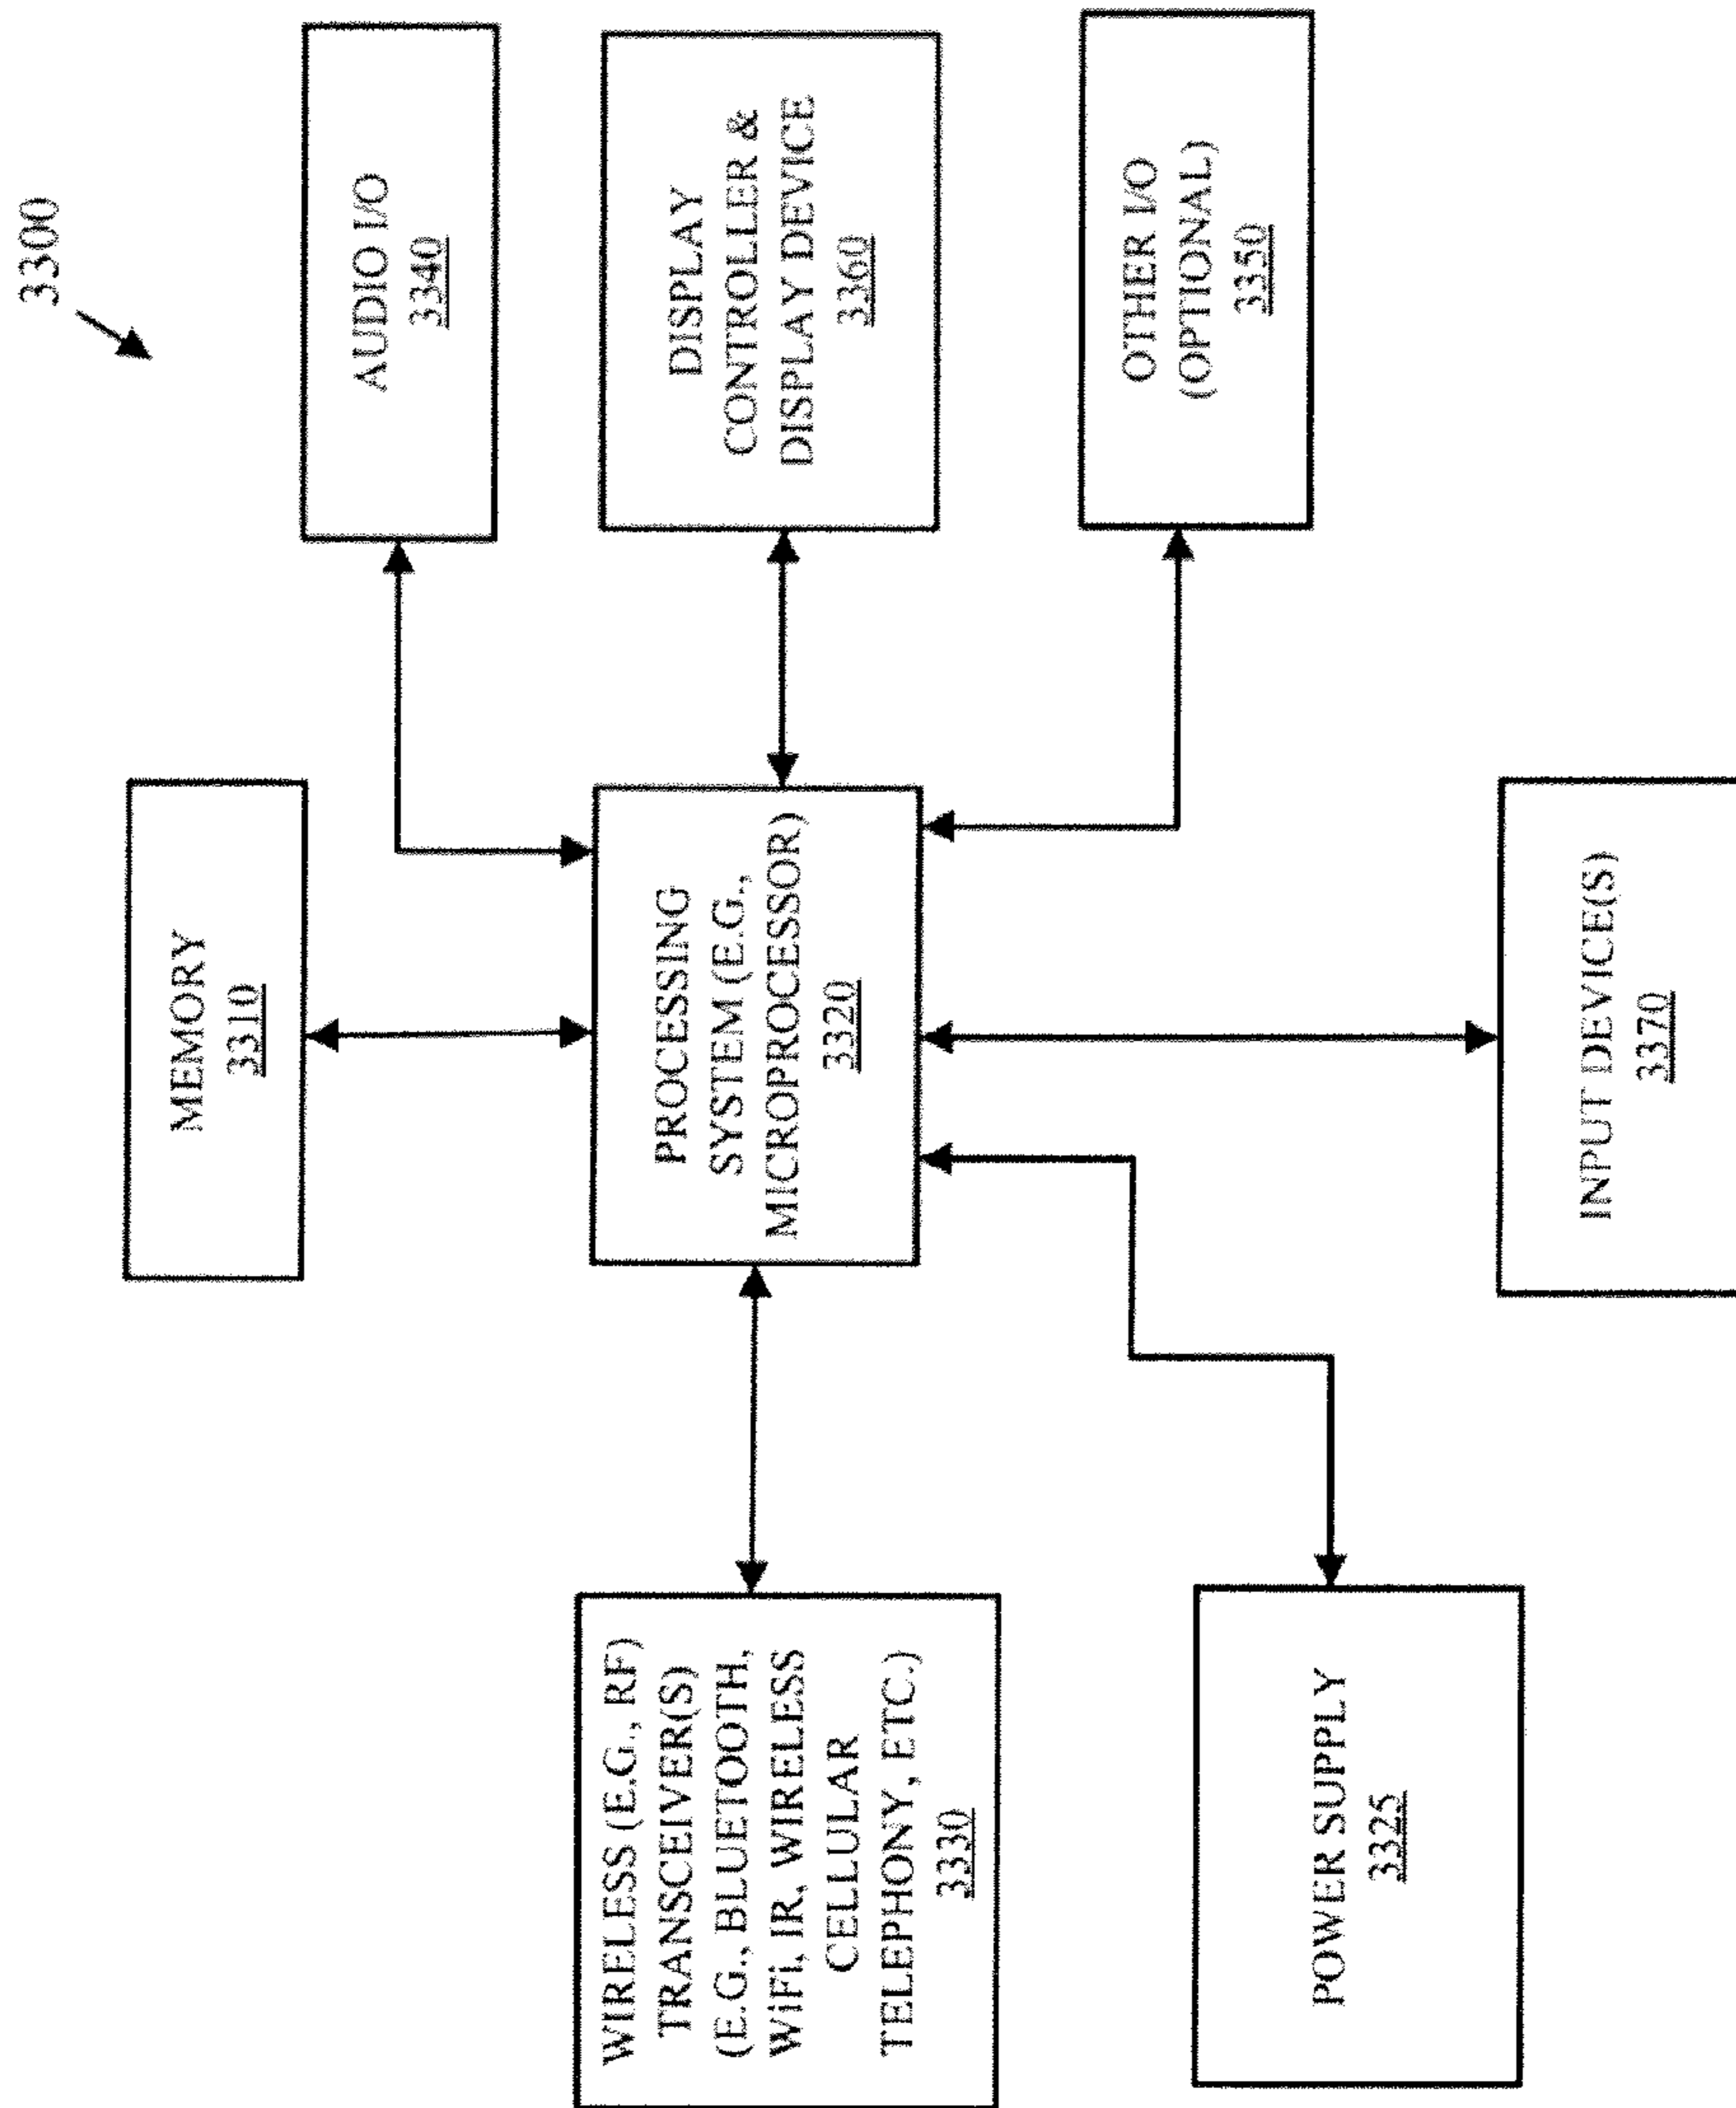 3300
MEMORY
3310
AUDIO I/O
3340
WIRELESS (E.G., RF)
TRANSCEIVER(S)
(E.G., BLUETOOTH,
WiFi, IR, WIRELESS
CELLULAR
TELEPHONY, ETC.)
3330
PROCESSING
SYSTEM (E.G.,
MICROPROCESSOR)
3320
DISPLAY
CONTROLLER &
DISPLAY DEVICE
3360
POWER SUPPLY
3325
INPUT DEVICE(S)
3370
OTHER I/O
(OPTIONAL)
3350